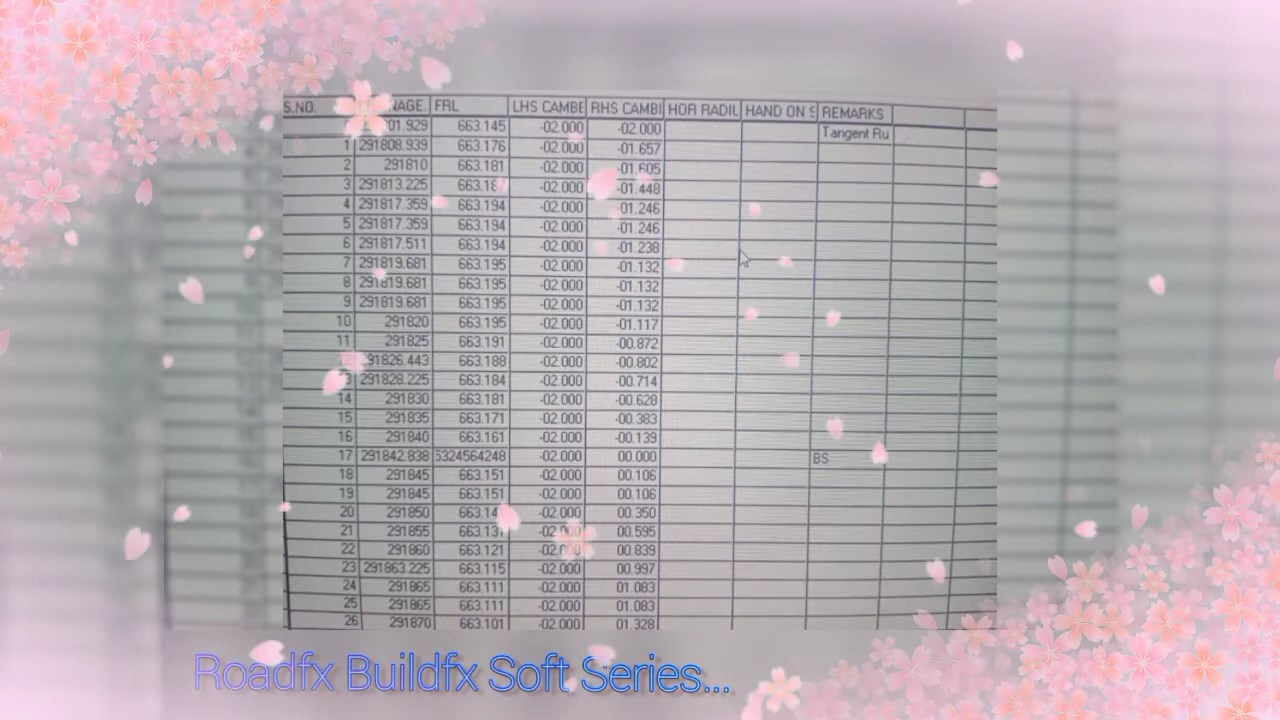 S.NO. NAGE. FRL LHS CAMBE RHS CAMBI HOR RADIL HAND ON S REMARKS
01.929 663.145 -02.000 -02.000 Tangent Ru
1 291808.939 663.176 -02.000 -01.657
2 291810 663.181 -02.000 -01.605
3 291813.225 663.18 -02.000 -01.448
4 291817.359 663.194 -02.000 -01.246
5 291817.359 663.194 -02.000 -01.246
6 291817.511 663.194 -02.000 -01.238
7 291819.681 663.195 -02.000 -01.132
8 291819.681 663.195 -02.000 -01.132
9 291819.681 663.195 -02.000 -01.132
10 291820 663.195 -02.000 -01.117
11 291825 663.191 -02.000 -00.872
291826.443 663.188 -02.000 -00.802
3 291828.225 663.184 -02.000 -00.714
14 291830 663.181 -02.000 -00.628
15 291835 663.171 -02.000 -00.383
16 291840 663.161 -02.000 -00.139
17 291842.838 5324564248 -02.000 00.000 BS
18 291845 663.151 -02.000 00.106
19 291845 663.151 -02.000 00.106
20 291850 663.14 -02.000 00.350
21 291855 663.131 -02.000 00.595
22 291860 663.121 -02.000 00.839
23 291863.225 663.115 -02.000 00.997
24 291865 663.111 -02.000 01.083
25 291865 663.111 -02.000 01.083
26 291870 663.101 -02.000 01.328
Roadfx Buildfx Soft Series...